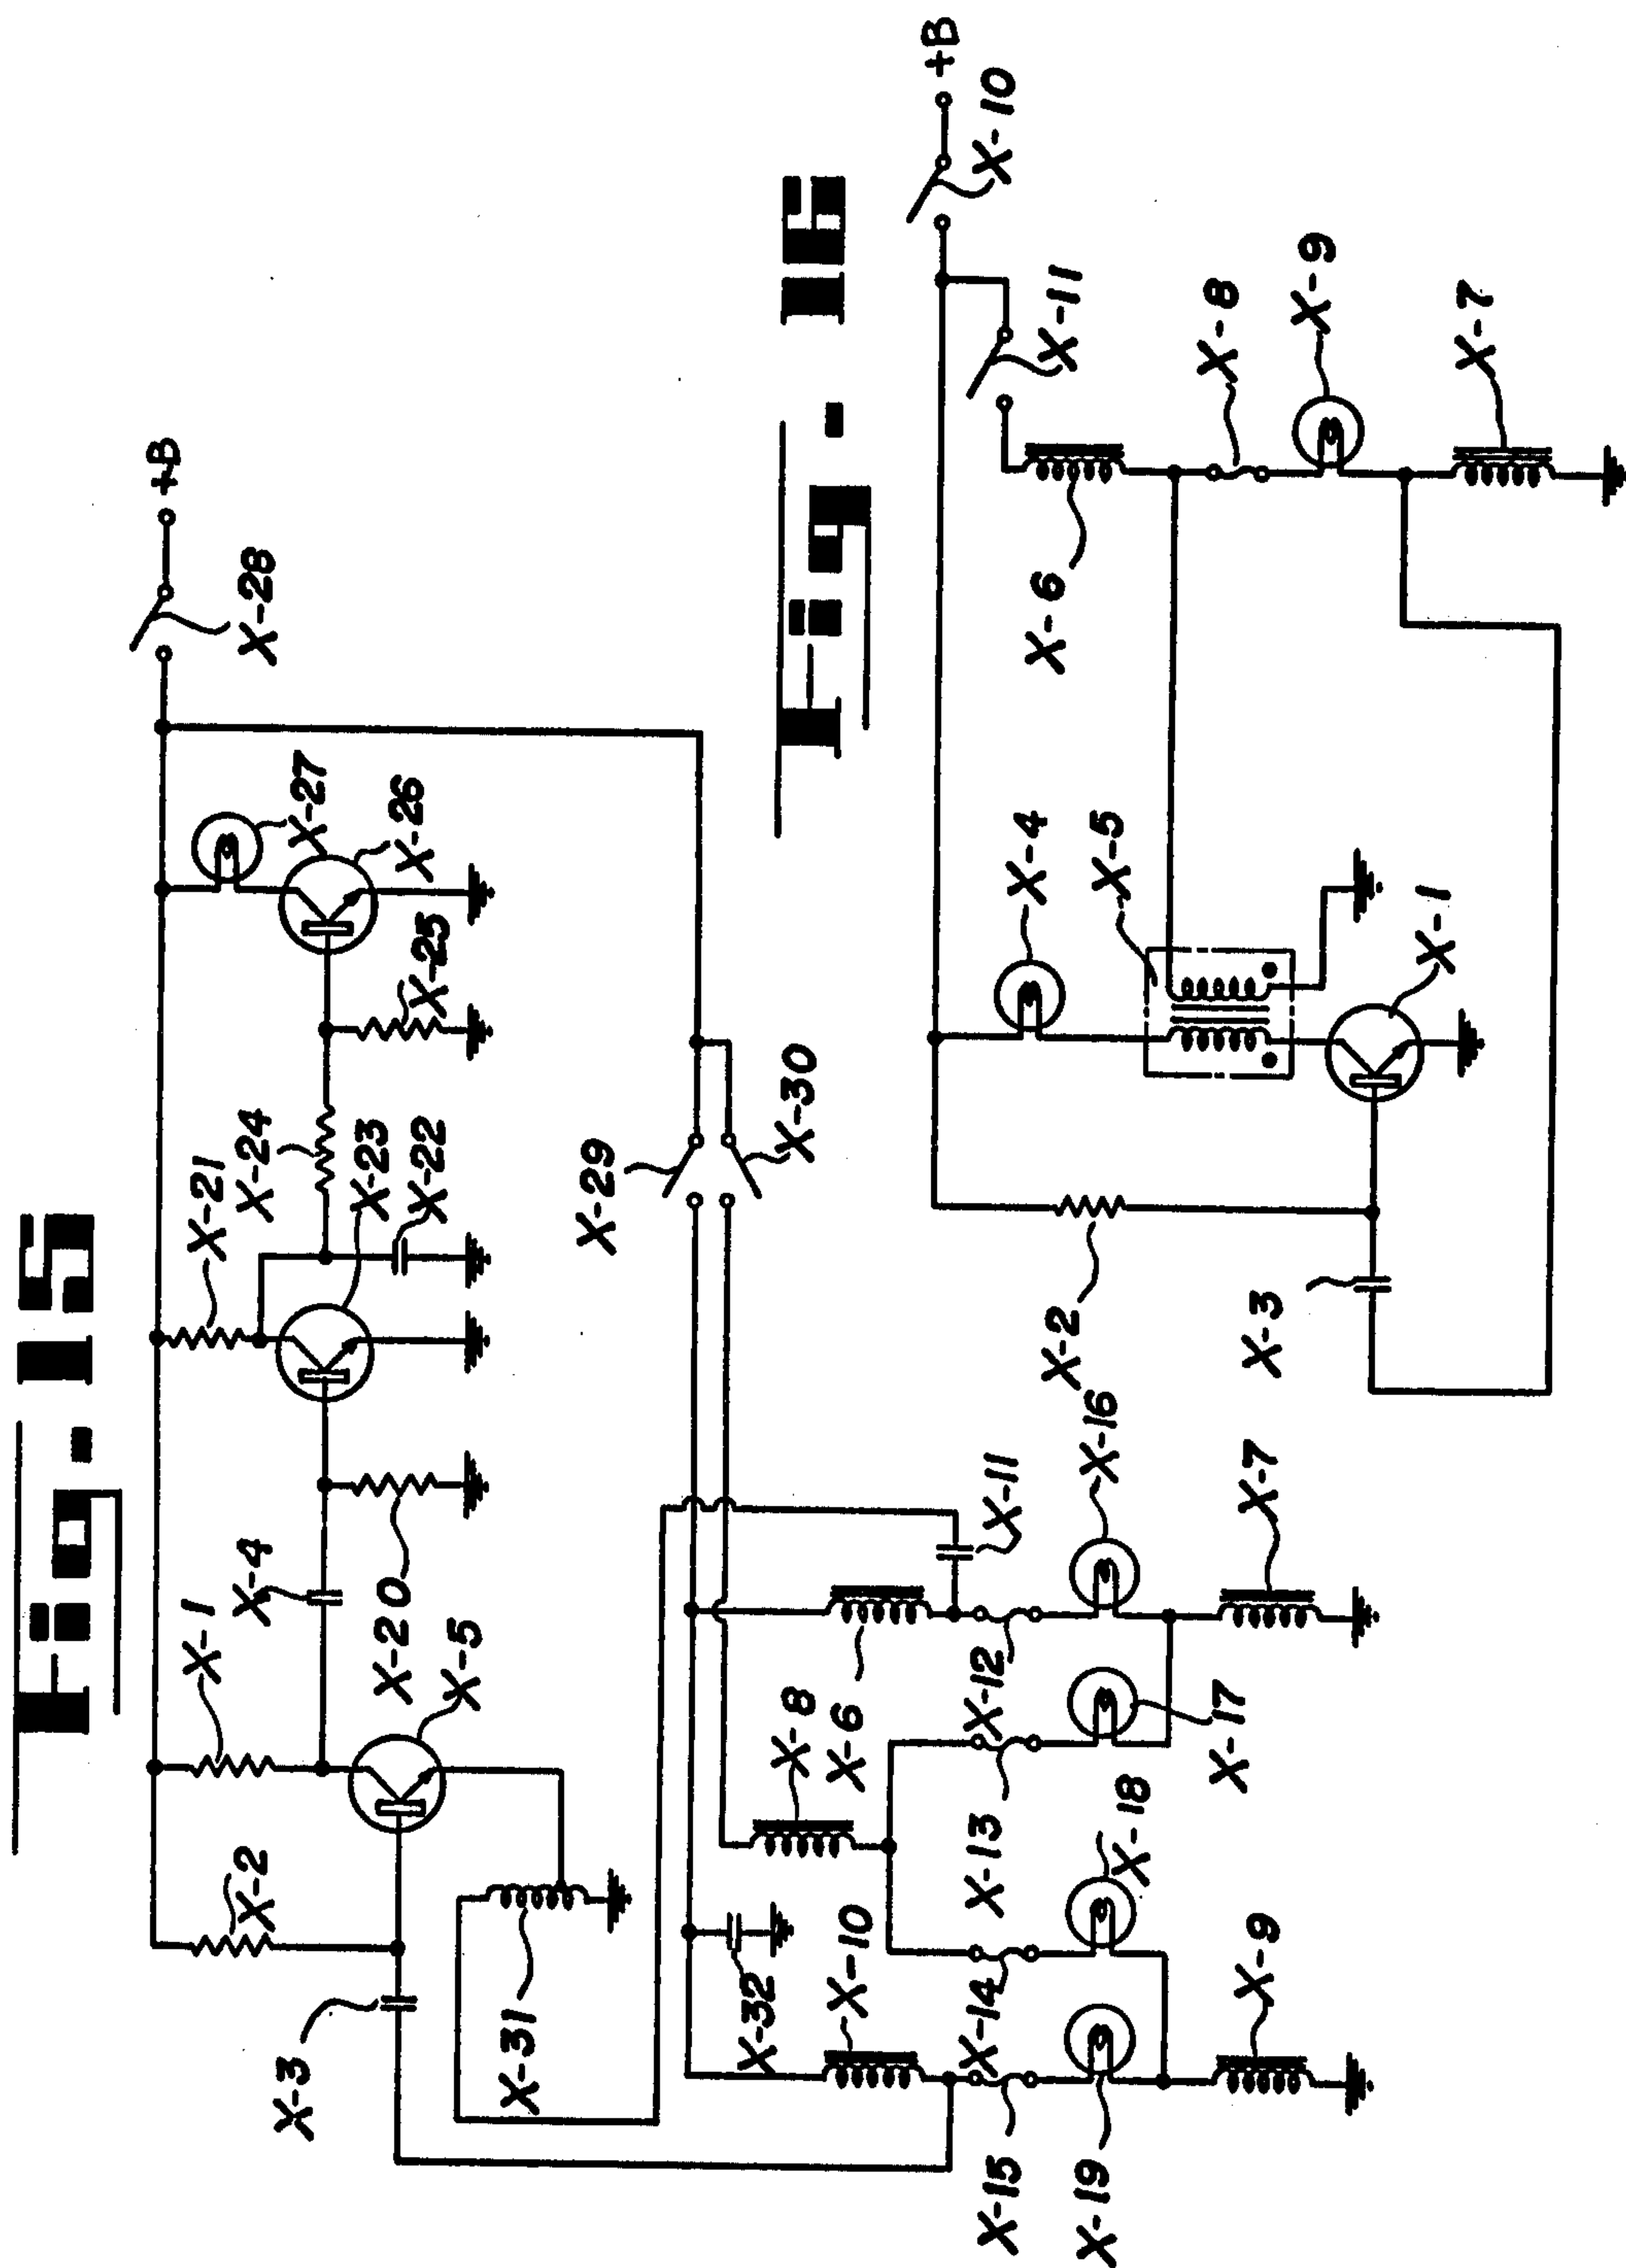 Fig. 15
X-1
X-2
X-3
X-4
X-20
X-5
X-21
X-24
X-23
X-22
X-25
X-27
X-26
X-28
+B
X-29
X-30
X-31
X-32
X-10
X-8
X-6
X-11
X-12
X-13
X-14
X-15
X-16
X-17
X-18
X-19
X-7
X-9
Fig. 16
+B
X-10
X-11
X-6
X-8
X-9
X-7
X-4
X-5
X-1
X-2
X-3